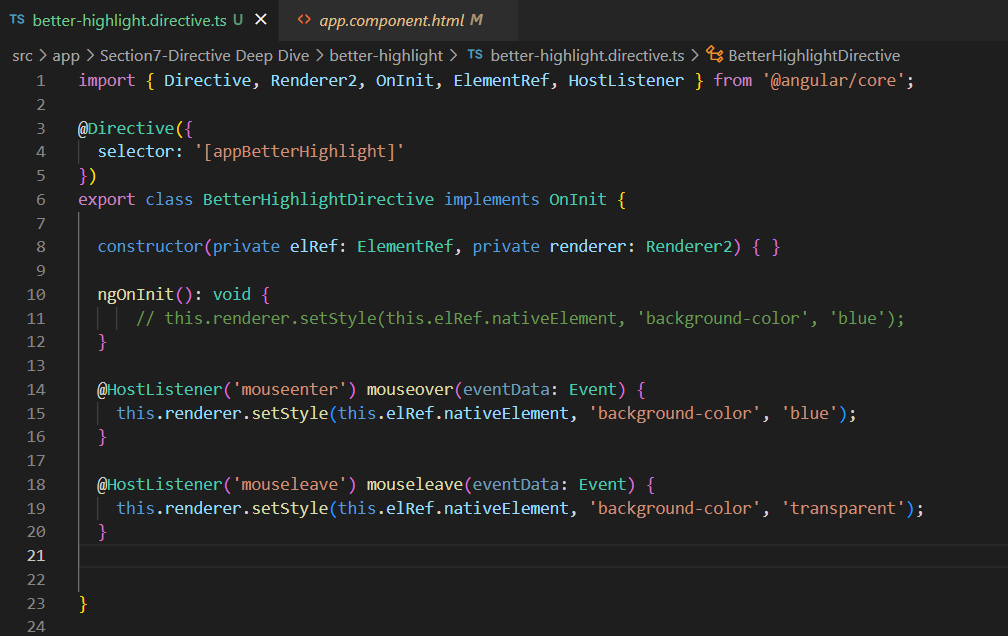 TS better-highlight.directive.ts U × <> app.component.html M
src > app > Section7-Directive Deep Dive > better-highlight > TS better-highlight.directive.ts > BetterHighlightDirective
1 import { Directive, Renderer2, OnInit, ElementRef, HostListener } from '@angular/core';
2
3 @Directive({
4   selector: '[appBetterHighlight]'
5 })
6 export class BetterHighlightDirective implements OnInit {
7
8   constructor(private elRef: ElementRef, private renderer: Renderer2) { }
9
10   ngOnInit(): void {
11       // this.renderer.setStyle(this.elRef.nativeElement, 'background-color', 'blue');
12   }
13
14   @HostListener('mouseenter') mouseover(eventData: Event) {
15     this.renderer.setStyle(this.elRef.nativeElement, 'background-color', 'blue');
16   }
17
18   @HostListener('mouseleave') mouseleave(eventData: Event) {
19     this.renderer.setStyle(this.elRef.nativeElement, 'background-color', 'transparent');
20   }
21
22
23 }
24